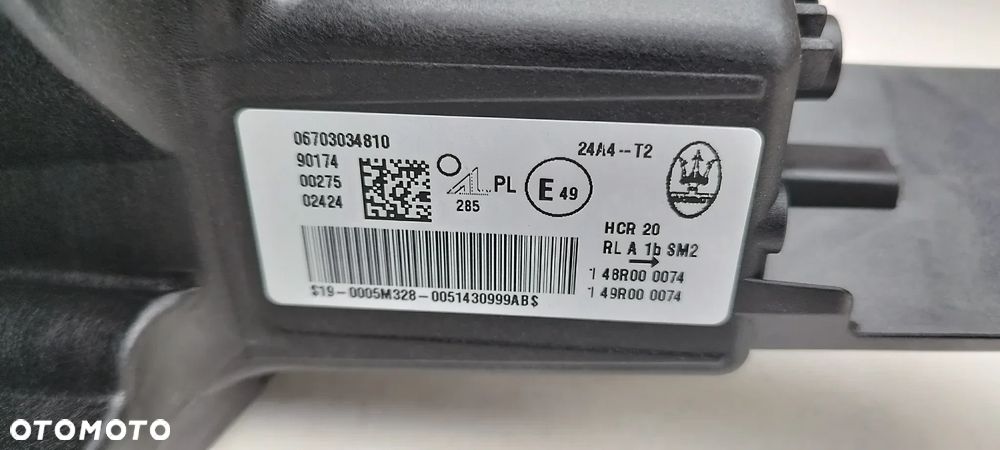 06703034810
90174
00275
02424
285
PL
E 49
24A4--T2
HCR 20
RL A 1b SM2
148R00 0074
149R00 0074
$19-0005M328-0051430999AB$
OTOMOTO